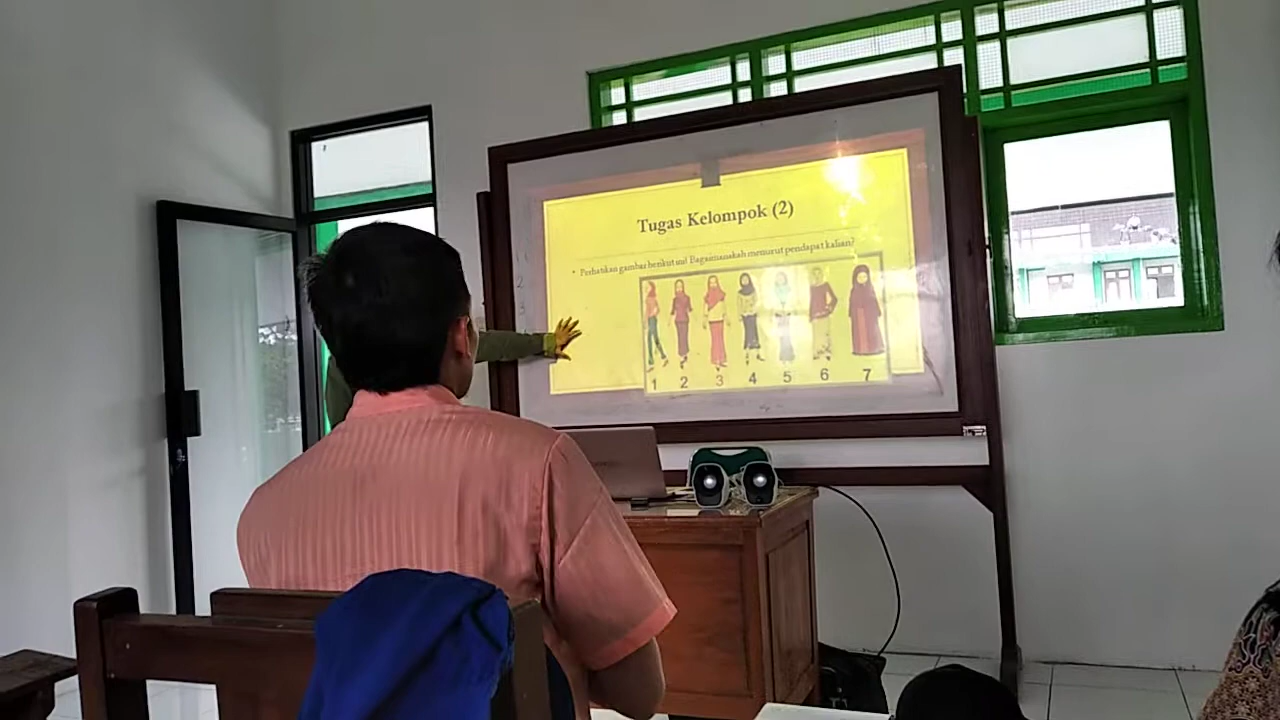 Tugas Kelompok (2)
• Perhatikan gambar berikut ini! Bagaimanakah menurut pendapat kalian?
1 2 3 4 5 6 7